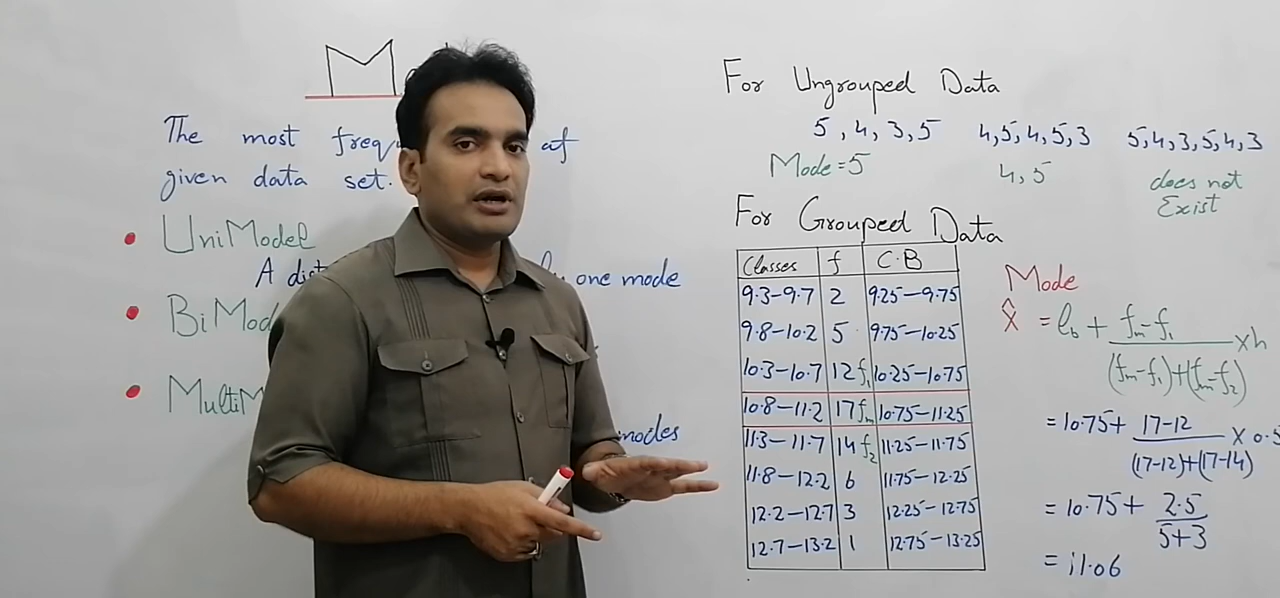 M
The most of
given data set.
UniModel
A one mode
modes
For Ungrouped Data
5, 4, 3, 5 4,5,4,5,3 5,4,3,5,4,3
Mode=5 4,5 does not
Exist
For Grouped Data
Classes f C.B
9.3-9.7 2 9.25-9.75
9.8-10.2 5 9.75-10.25
10.3-10.7 12 f₁ 10.25-10.75
10.8-11.2 17 fₘ 10.75-11.25
11.3-11.7 14 f₂ 11.25-11.75
11.8-12.2 6 11.75-12.25
12.2-12.7 3 12.25-12.75
12.7-13.2 1 12.75-13.25
Mode
X̂ = lb + fₘ-f₁ / (fₘ-f₁)+(fₘ-f₂) ×h
= 10.75+ 17-12 / (17-12)+(17-14) ×0.5
= 10.75+ 2.5 / 5+3
= 11.06